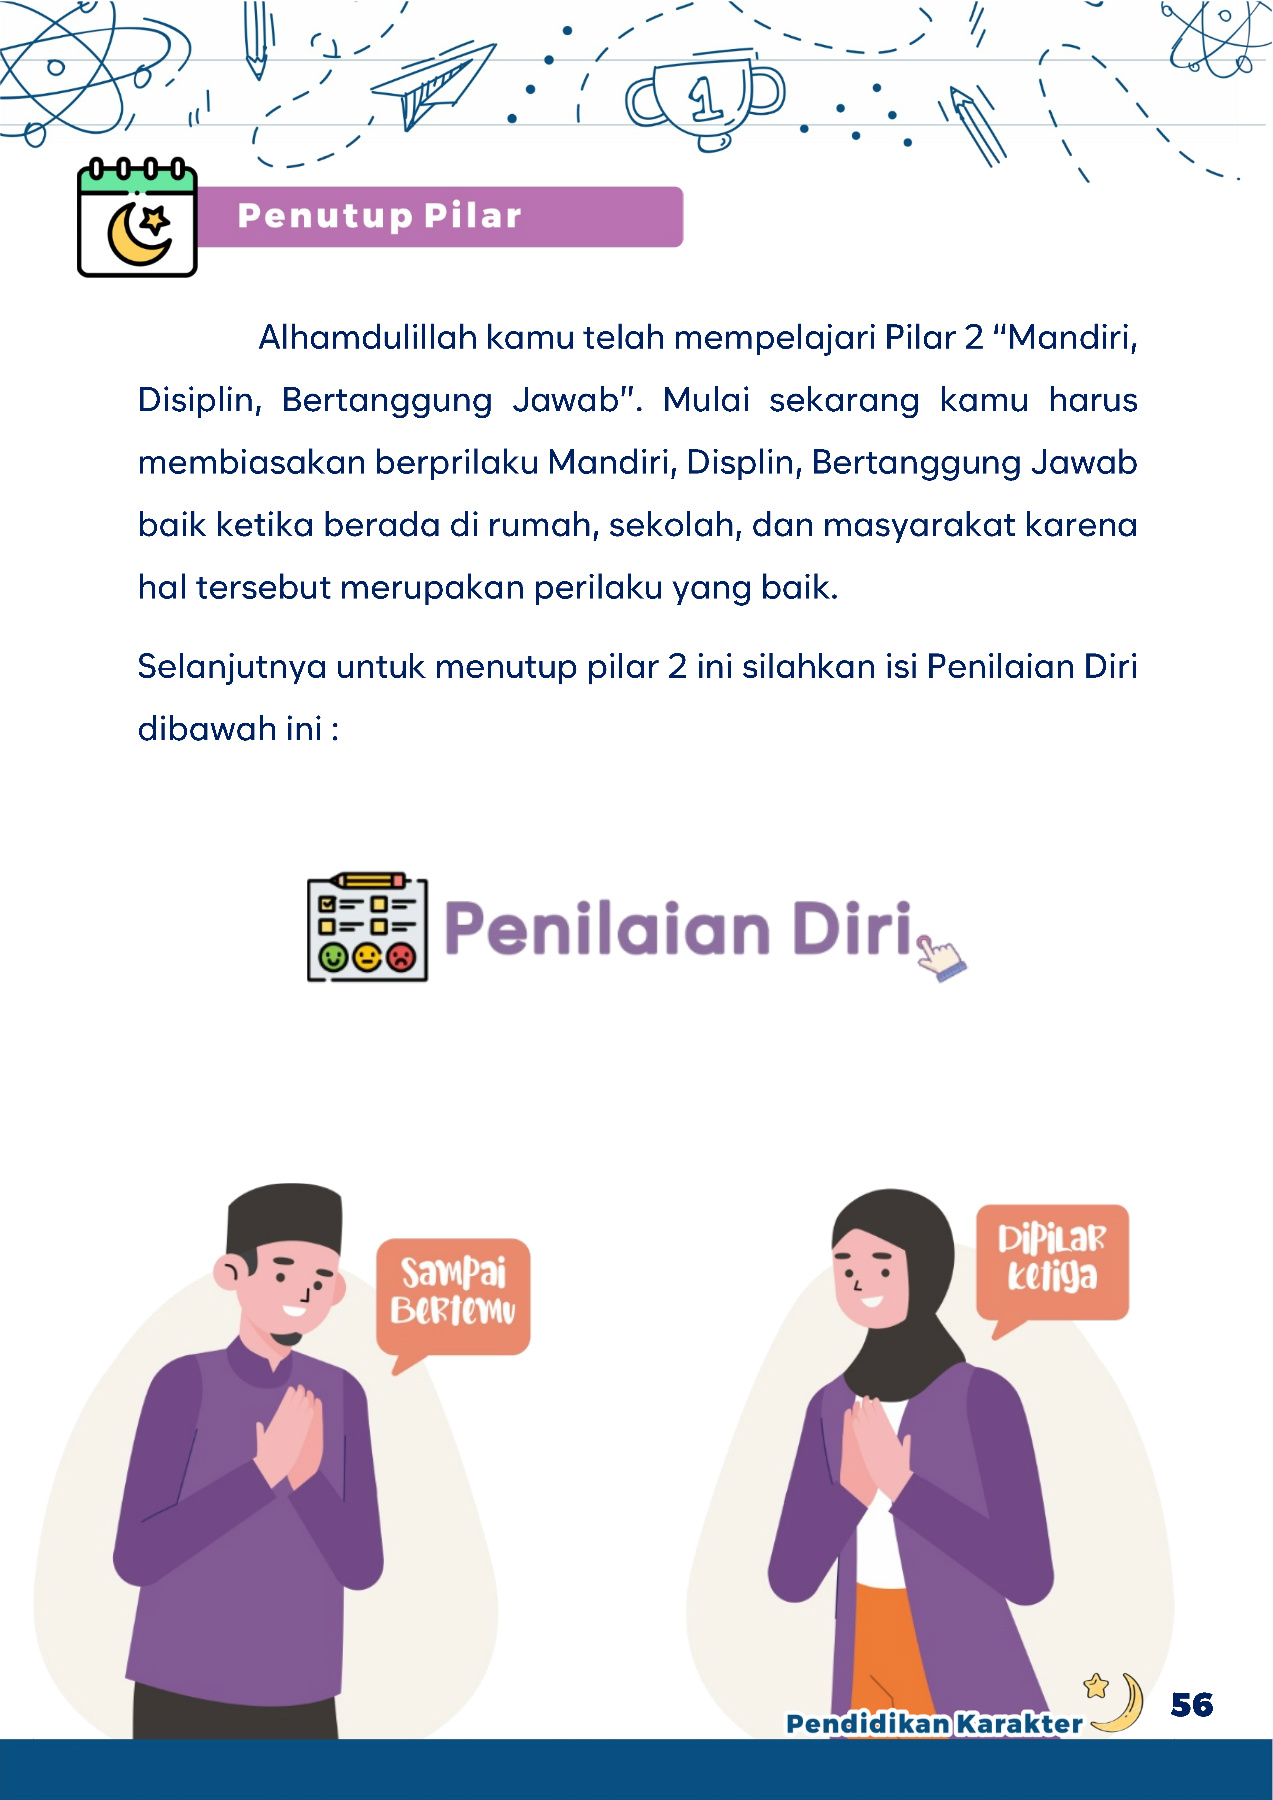 1
Penutup Pilar
Alhamdulillah kamu telah mempelajari Pilar 2 “Mandiri,
Disiplin, Bertanggung Jawab”. Mulai sekarang kamu harus
membiasakan berprilaku Mandiri, Displin, Bertanggung Jawab
baik ketika berada di rumah, sekolah, dan masyarakat karena
hal tersebut merupakan perilaku yang baik.
Selanjutnya untuk menutup pilar 2 ini silahkan isi Penilaian Diri
dibawah ini :
Penilaian Diri
Sampai
Bertemu
Dipilar
ketiga
Pendidikan Karakter
56